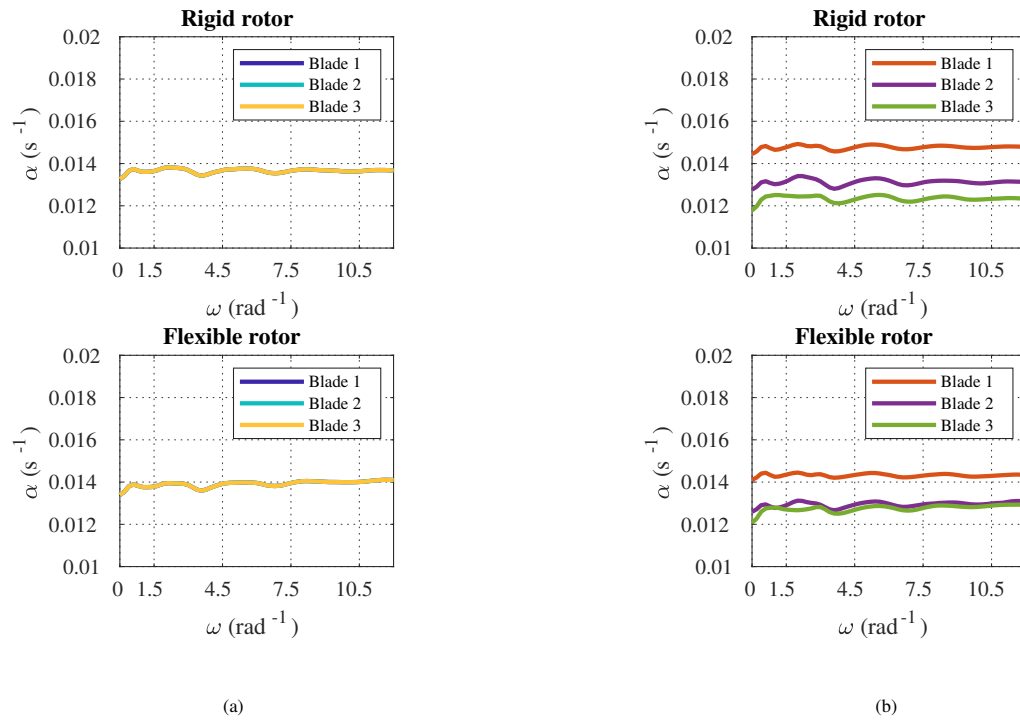 Rigid rotor
0.02
0.018
0.016
0.014
0.012
0.01
α (s⁻¹)
Blade 1
Blade 2
Blade 3
0 1.5 4.5 7.5 10.5
ω (rad⁻¹)
Rigid rotor
0.02
0.018
0.016
0.014
0.012
0.01
α (s⁻¹)
Blade 1
Blade 2
Blade 3
0 1.5 4.5 7.5 10.5
ω (rad⁻¹)
Flexible rotor
0.02
0.018
0.016
0.014
0.012
0.01
α (s⁻¹)
Blade 1
Blade 2
Blade 3
0 1.5 4.5 7.5 10.5
ω (rad⁻¹)
Flexible rotor
0.02
0.018
0.016
0.014
0.012
0.01
α (s⁻¹)
Blade 1
Blade 2
Blade 3
0 1.5 4.5 7.5 10.5
ω (rad⁻¹)
(a)
(b)